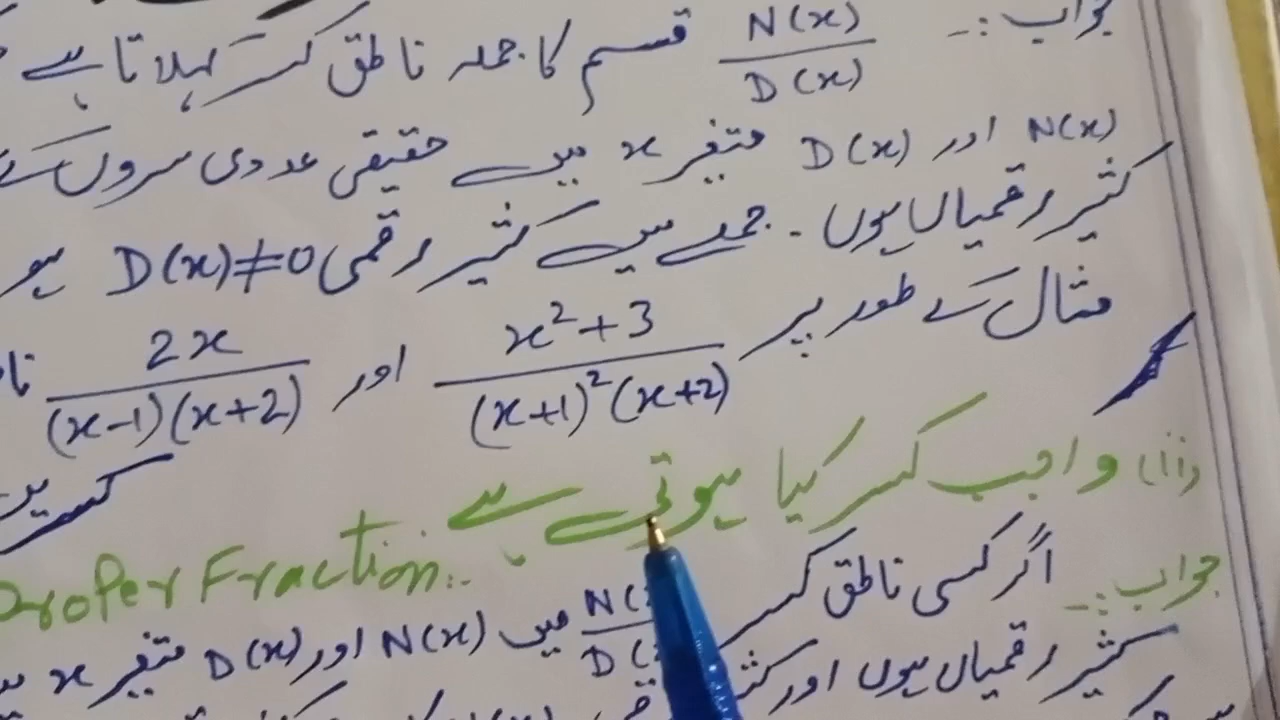 جواب :- N(x)/D(x) قسم کا جملہ ناطق کسر کہلاتا ہے
N(x) اور D(x) متغیر x میں حقیقی عددی سروں کے
کثیر رقمیاں ہوں ۔ جملے میں کثیر رقمی D(x)≠0 ہو
مثال کے طور پر (x²+3)/((x+1)²(x+2)) اور 2x/((x-1)(x+2))
کسریں
(ii) واجب کسر کیا ہوتی ہے
Proper Fraction:-
جواب :- اگر کسی ناطق کسر N(/D( میں N(x) اور D(x) متغیر x
کثیر رقمیاں ہوں اور